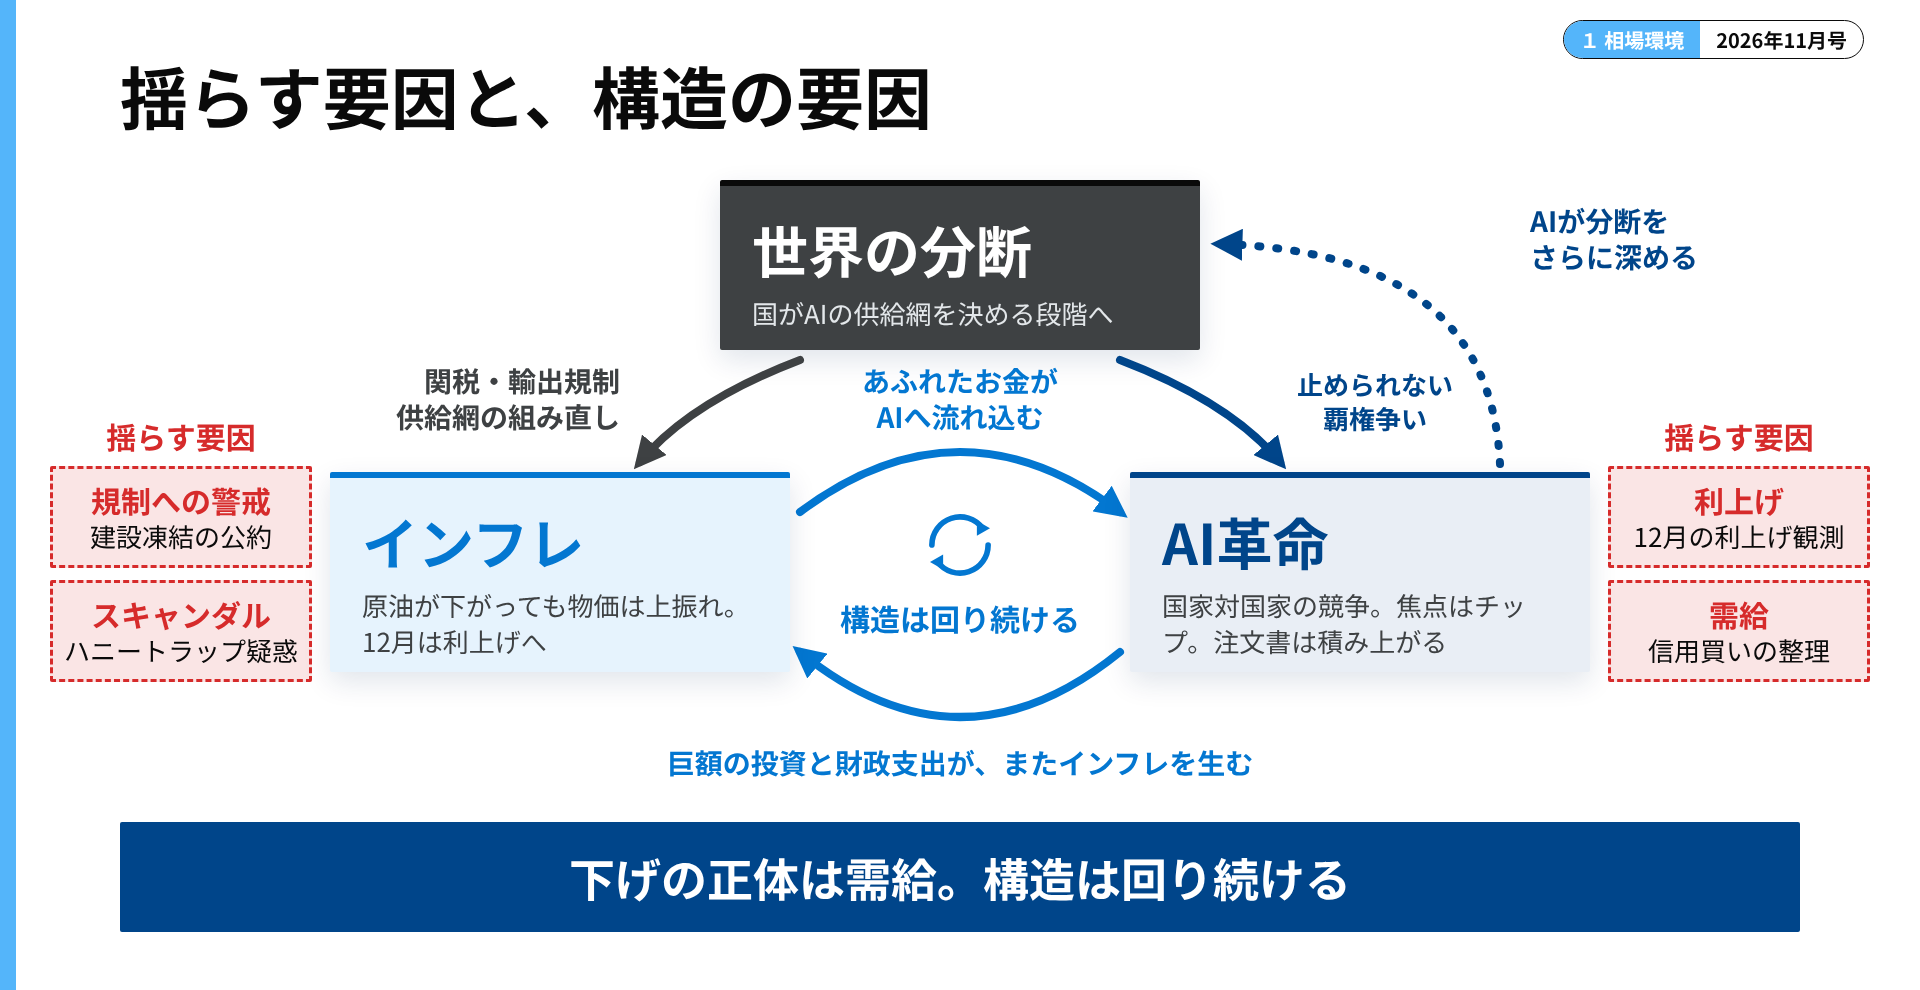 1 相場環境 2026年11月号
揺らす要因と、構造の要因
世界の分断
国がAIの供給網を決める段階へ
AIが分断を
さらに深める
関税・輸出規制
供給網の組み直し
あふれたお金が
AIへ流れ込む
止められない
覇権争い
揺らす要因
規制への警戒
建設凍結の公約
スキャンダル
ハニートラップ疑惑
インフレ
原油が下がっても物価は上振れ。
12月は利上げへ
構造は回り続ける
AI革命
国家対国家の競争。焦点はチッ
プ。注文書は積み上がる
揺らす要因
利上げ
12月の利上げ観測
需給
信用買いの整理
巨額の投資と財政支出が、またインフレを生む
下げの正体は需給。構造は回り続ける